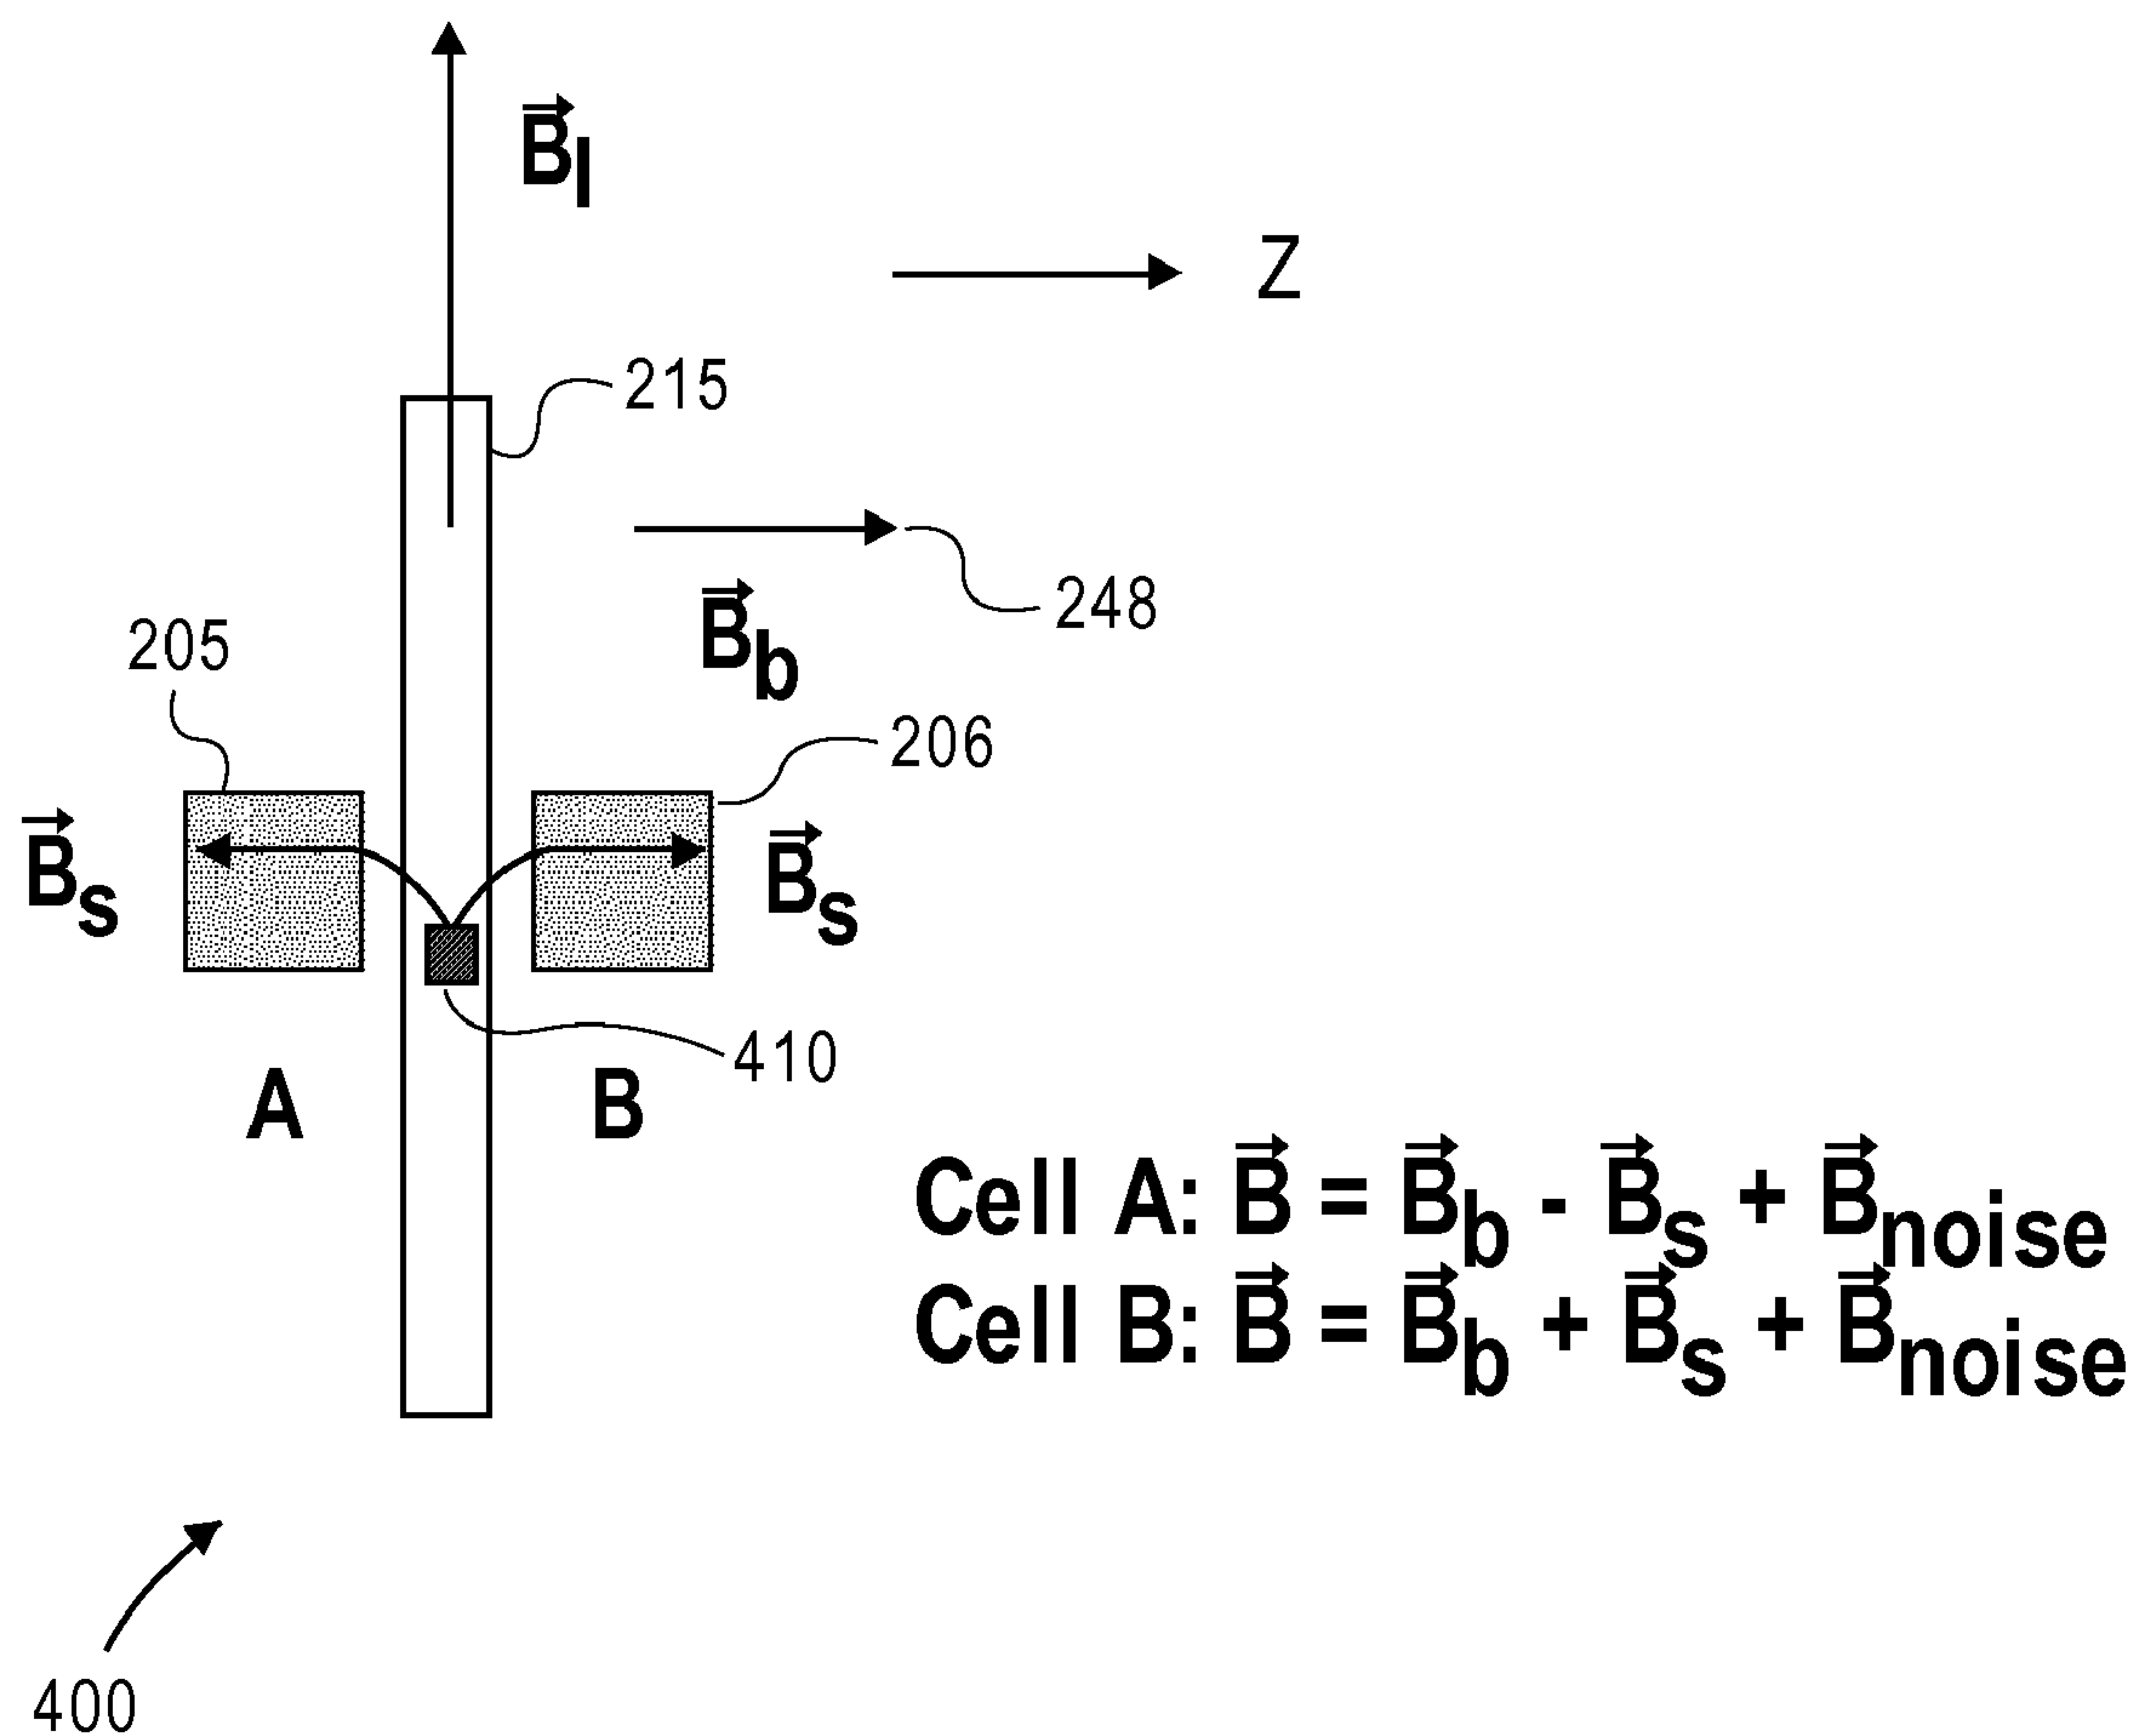 B⃗l
Z
215
248
B⃗b
205
206
B⃗s
B⃗s
410
A
B
Cell A: B⃗ = B⃗b - B⃗s + B⃗noise
Cell B: B⃗ = B⃗b + B⃗s + B⃗noise
400